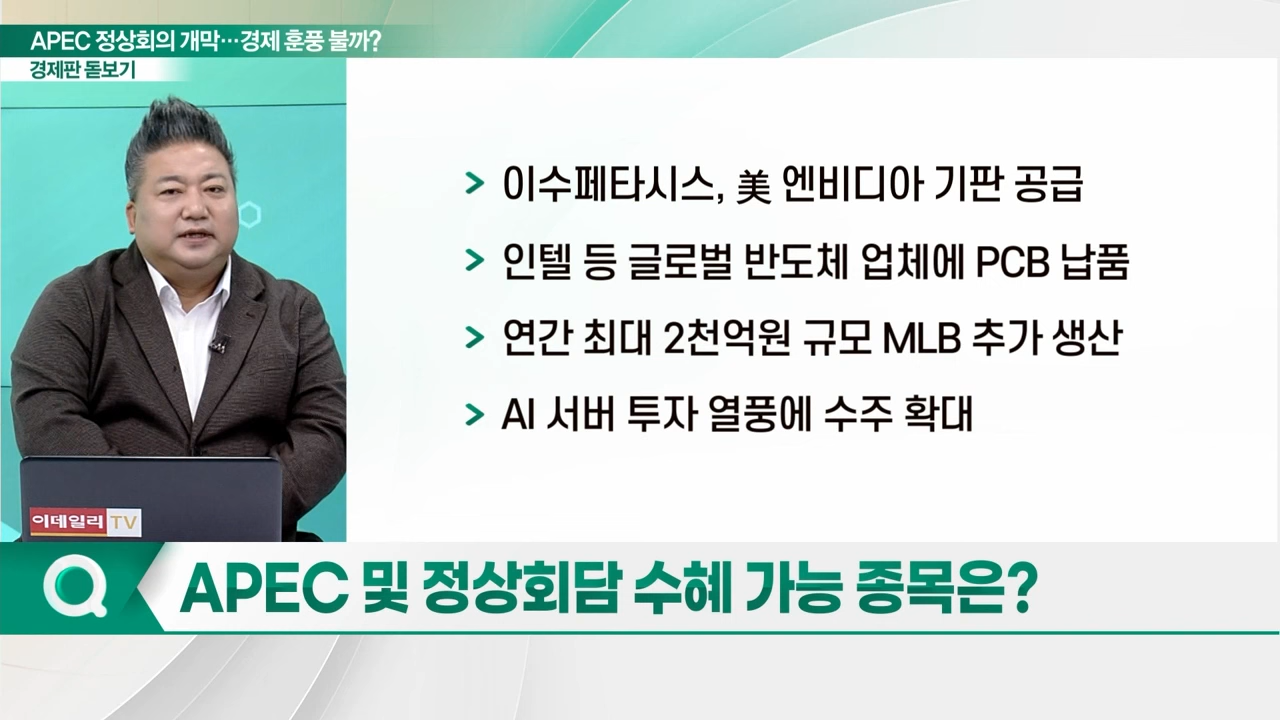 APEC 정상회의 개막…경제 훈풍 불까?
경제판 돋보기
> 이수페타시스, 美 엔비디아 기판 공급
> 인텔 등 글로벌 반도체 업체에 PCB 납품
> 연간 최대 2천억원 규모 MLB 추가 생산
> AI 서버 투자 열풍에 수주 확대
이데일리 TV
APEC 및 정상회담 수혜 가능 종목은?